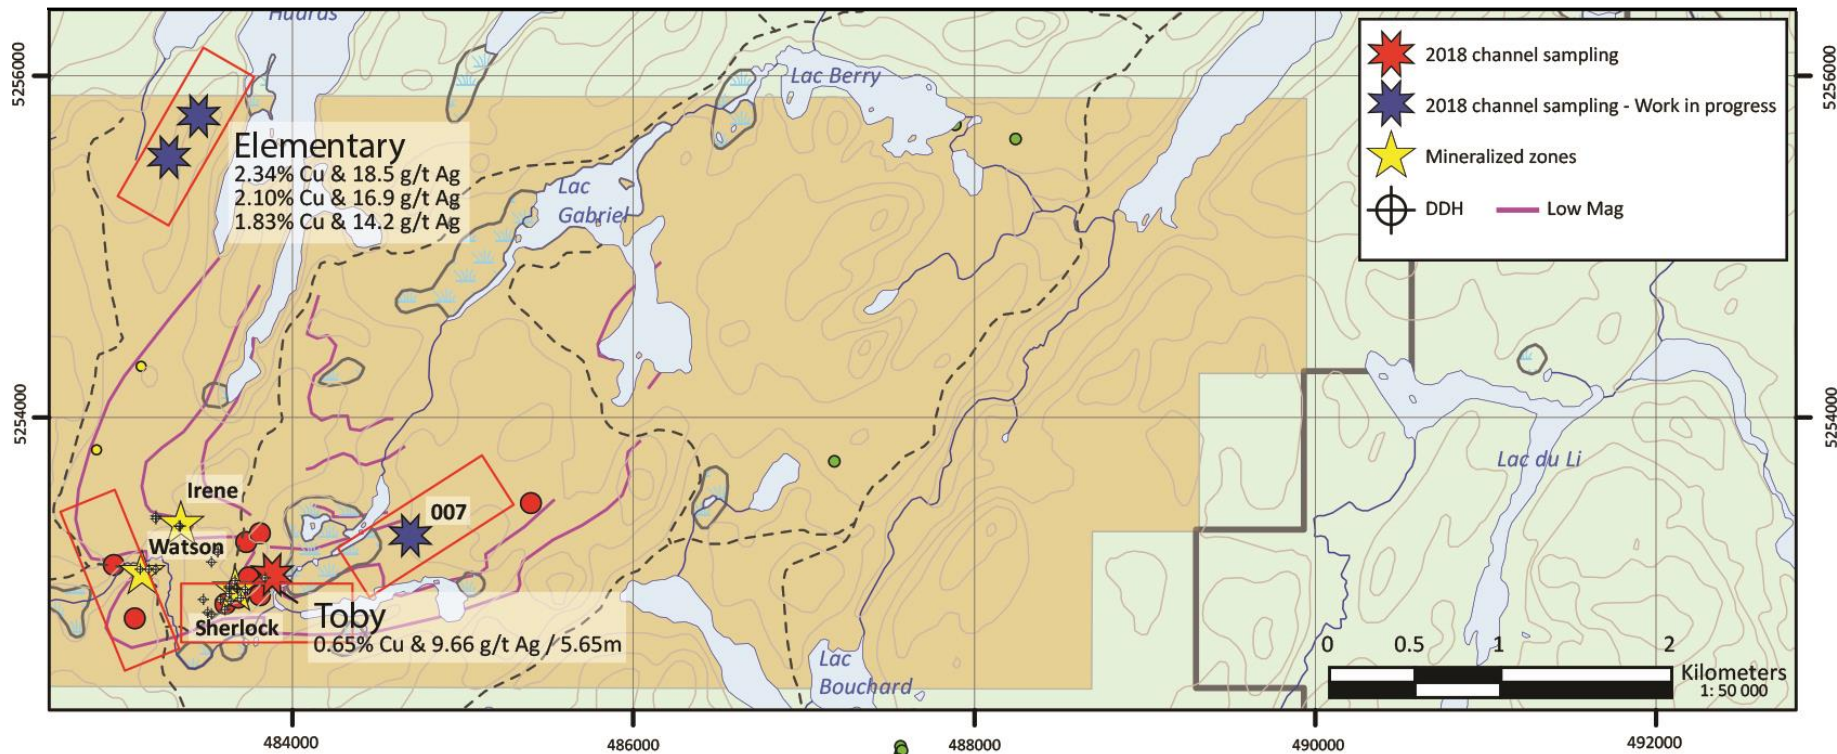 Huards
5256000
5256000
Lac Berry
2018 channel sampling
2018 channel sampling - Work in progress
Mineralized zones
DDH
Low Mag
Elementary
2.34% Cu & 18.5 g/t Ag
2.10% Cu & 16.9 g/t Ag
1.83% Cu & 14.2 g/t Ag
Lac
Gabriel
5254000
5254000
Lac du Li
Irene
007
Watson
Sherlock
Toby
0.65% Cu & 9.66 g/t Ag / 5.65m
Lac
Bouchard
0 0.5 1 2
Kilometers
1: 50 000
484000
486000
488000
490000
492000